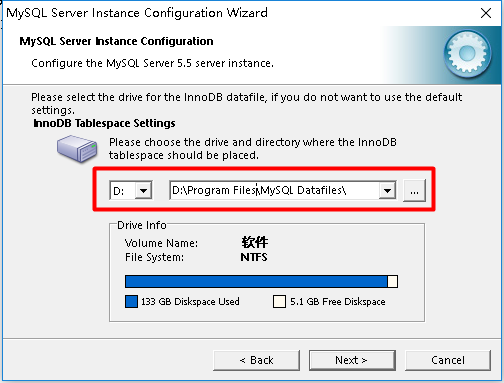 MySQL Server Instance Configuration Wizard
MySQL Server Instance Configuration
Configure the MySQL Server 5.5 server instance.
Please select the drive for the InnoDB datafile, if you do not want to use the default
settings.
InnoDB Tablespace Settings
Please choose the drive and directory where the InnoDB
tablespace should be placed.
D: D:\Program Files\MySQL Datafiles\ ...
Drive Info
Volume Name: 软件
File System: NTFS
133 GB Diskspace Used 5.1 GB Free Diskspace
< Back Next > Cancel